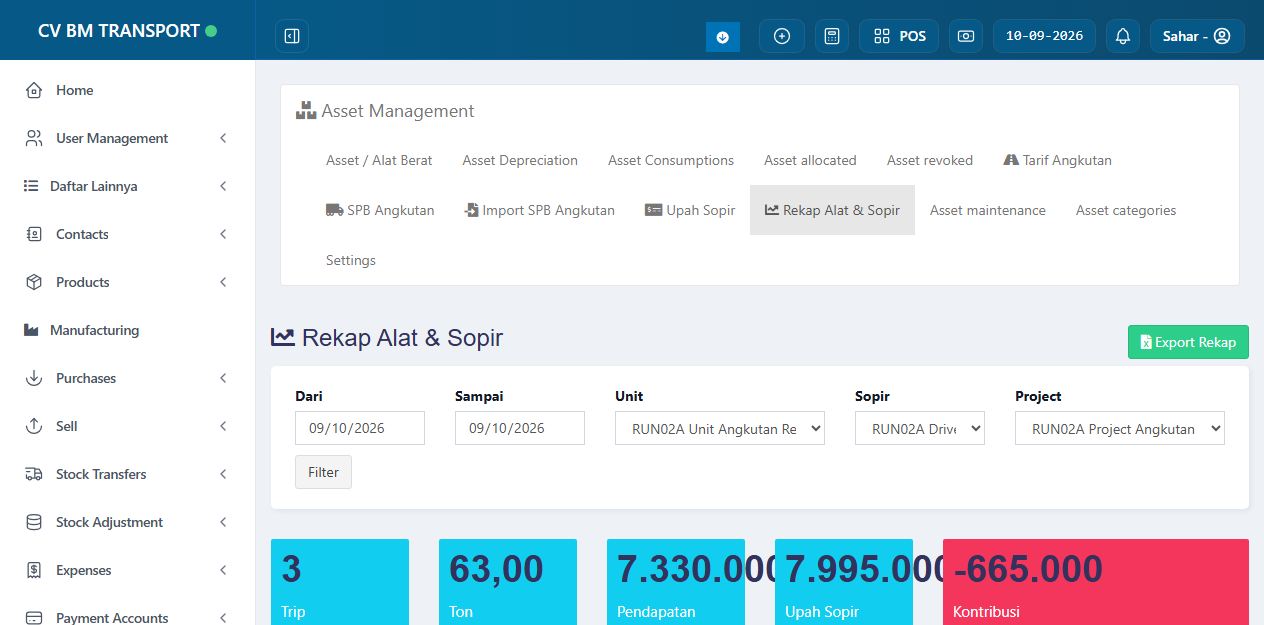 CV BM TRANSPORT
POS
10-09-2026
Sahar -
Home
User Management
Daftar Lainnya
Contacts
Products
Manufacturing
Purchases
Sell
Stock Transfers
Stock Adjustment
Expenses
Payment Accounts
Asset Management
Asset / Alat Berat
Asset Depreciation
Asset Consumptions
Asset allocated
Asset revoked
Tarif Angkutan
SPB Angkutan
Import SPB Angkutan
Upah Sopir
Rekap Alat & Sopir
Asset maintenance
Asset categories
Settings
Rekap Alat & Sopir
Export Rekap
Dari
Sampai
Unit
Sopir
Project
09/10/2026
09/10/2026
RUN02A Unit Angkutan Re
RUN02A Drive
RUN02A Project Angkutan
Filter
3
Trip
63,00
Ton
7.330.000
Pendapatan
7.995.000
Upah Sopir
-665.000
Kontribusi